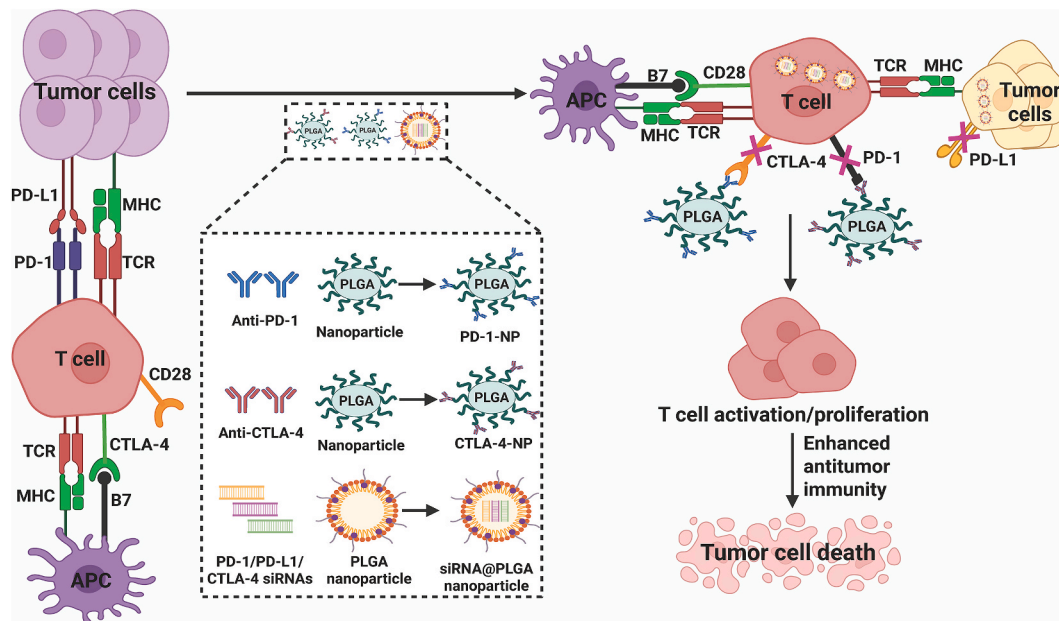 Tumor cells
PD-L1
MHC
PD-1
TCR
T cell
CD28
TCR
CTLA-4
MHC
B7
APC
PLGA
PLGA
Anti-PD-1
PLGA
Nanoparticle
PLGA
PD-1-NP
Anti-CTLA-4
PLGA
Nanoparticle
PLGA
CTLA-4-NP
PD-1/PD-L1/
CTLA-4 siRNAs
PLGA
nanoparticle
siRNA@PLGA
nanoparticle
APC
B7
CD28
MHC
TCR
T cell
TCR
MHC
Tumor
cells
CTLA-4
PD-1
PD-L1
PLGA
PLGA
T cell activation/proliferation
Enhanced
antitumor
immunity
Tumor cell death